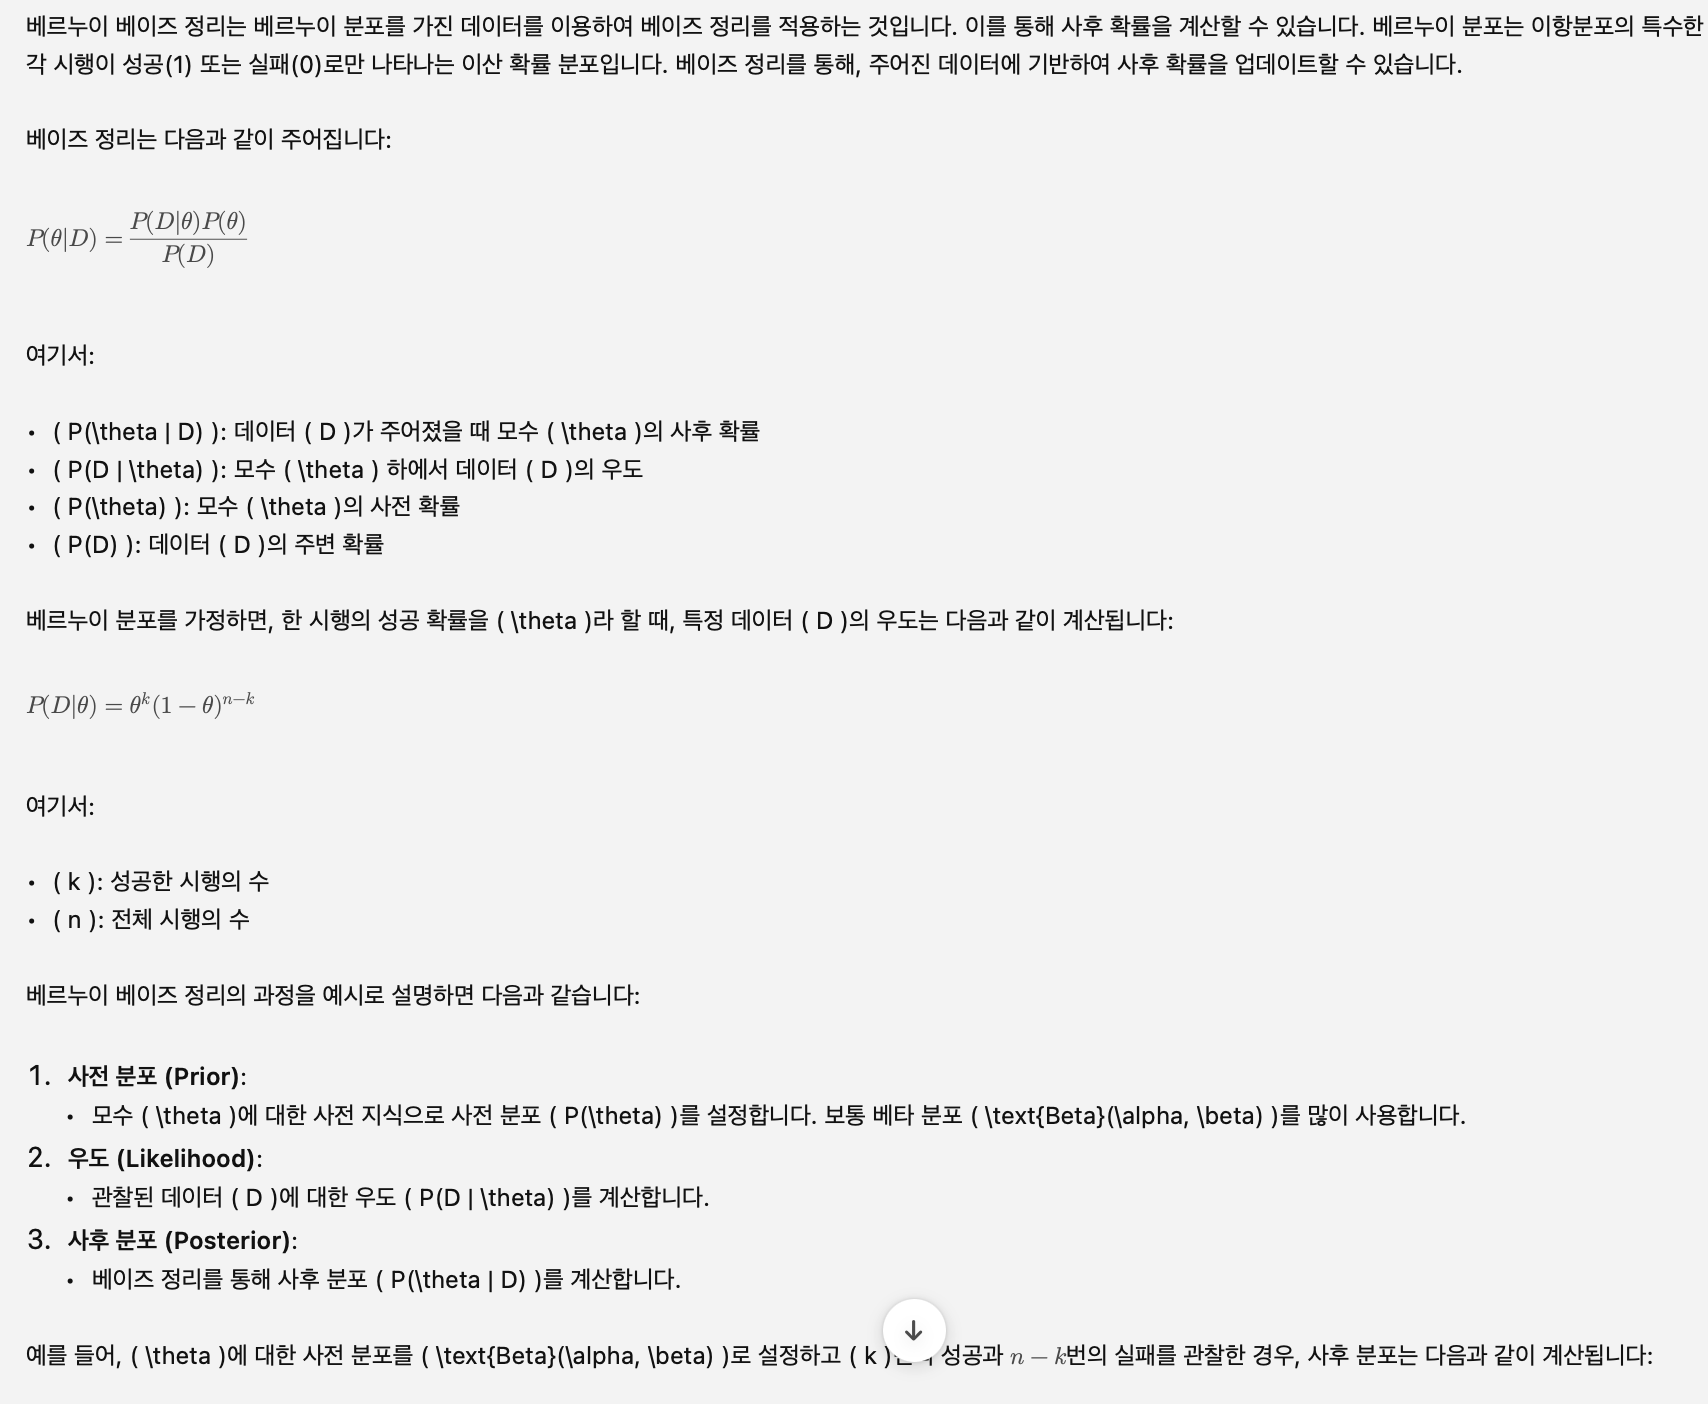 베르누이 베이즈 정리는 베르누이 분포를 가진 데이터를 이용하여 베이즈 정리를 적용하는 것입니다. 이를 통해 사후 확률을 계산할 수 있습니다. 베르누이 분포는 이항분포의 특수한
각 시행이 성공(1) 또는 실패(0)로만 나타나는 이산 확률 분포입니다. 베이즈 정리를 통해, 주어진 데이터에 기반하여 사후 확률을 업데이트할 수 있습니다.
베이즈 정리는 다음과 같이 주어집니다:
P(θ|D) = P(D|θ)P(θ) / P(D)
여기서:
• ( P(\theta | D) ): 데이터 ( D )가 주어졌을 때 모수 ( \theta )의 사후 확률
• ( P(D | \theta) ): 모수 ( \theta ) 하에서 데이터 ( D )의 우도
• ( P(\theta) ): 모수 ( \theta )의 사전 확률
• ( P(D) ): 데이터 ( D )의 주변 확률
베르누이 분포를 가정하면, 한 시행의 성공 확률을 ( \theta )라 할 때, 특정 데이터 ( D )의 우도는 다음과 같이 계산됩니다:
P(D|θ) = θ^k(1 − θ)^{n−k}
여기서:
• ( k ): 성공한 시행의 수
• ( n ): 전체 시행의 수
베르누이 베이즈 정리의 과정을 예시로 설명하면 다음과 같습니다:
1. 사전 분포 (Prior):
• 모수 ( \theta )에 대한 사전 지식으로 사전 분포 ( P(\theta) )를 설정합니다. 보통 베타 분포 ( \text{Beta}(\alpha, \beta) )를 많이 사용합니다.
2. 우도 (Likelihood):
• 관찰된 데이터 ( D )에 대한 우도 ( P(D | \theta) )를 계산합니다.
3. 사후 분포 (Posterior):
• 베이즈 정리를 통해 사후 분포 ( P(\theta | D) )를 계산합니다.
예를 들어, ( \theta )에 대한 사전 분포를 ( \text{Beta}(\alpha, \beta) )로 설정하고 ( k ) 성공과 n − k번의 실패를 관찰한 경우, 사후 분포는 다음과 같이 계산됩니다: